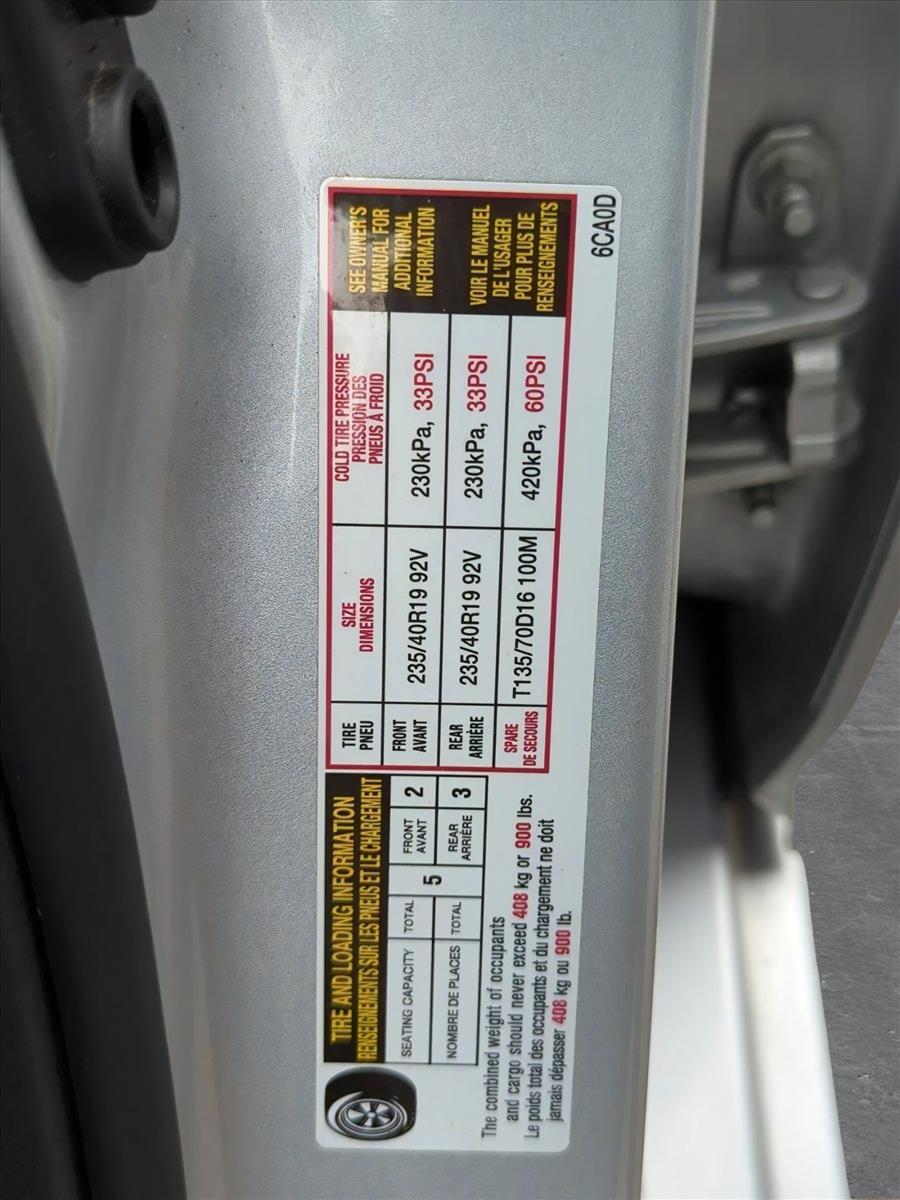 TIRE AND LOADING INFORMATION
RENSEIGNEMENTS SUR LES PNEUS ET LE CHARGEMENT
SEATING CAPACITY
NOMBRE DE PLACES
TOTAL
TOTAL
5
FRONT
AVANT
2
REAR
ARRIÈRE
3
The combined weight of occupants
and cargo should never exceed 408 kg or 900 lbs.
Le poids total des occupants et du chargement ne doit
jamais dépasser 408 kg ou 900 lb.
TIRE
PNEU
SIZE
DIMENSIONS
COLD TIRE PRESSURE
PRESSION DES
PNEUS À FROID
FRONT
AVANT
235/40R19 92V
230kPa, 33PSI
REAR
ARRIÈRE
235/40R19 92V
230kPa, 33PSI
SPARE
DE SECOURS
T135/70D16 100M
420kPa, 60PSI
SEE OWNER'S
MANUAL FOR
ADDITIONAL
INFORMATION
VOIR LE MANUEL
DE L'USAGER
POUR PLUS DE
RENSEIGNEMENTS
6CA0D